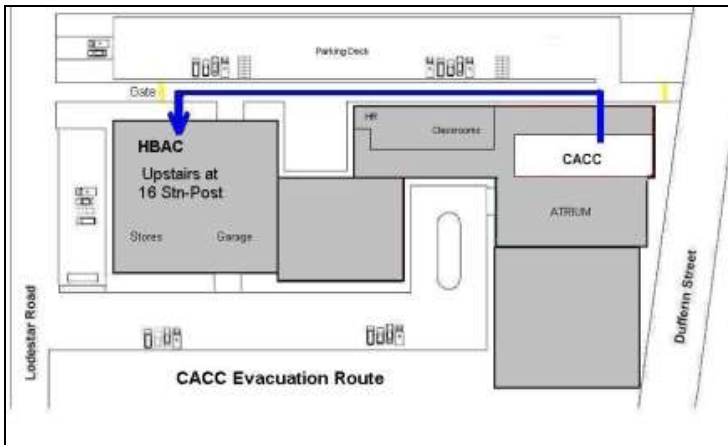 Parking Deck
Gate
HR
Classrooms
HBAC
Upstairs at
16 Stn-Post
CACC
ATRIUM
Stores
Garage
Lodestar Road
Dufferin Street
CACC Evacuation Route